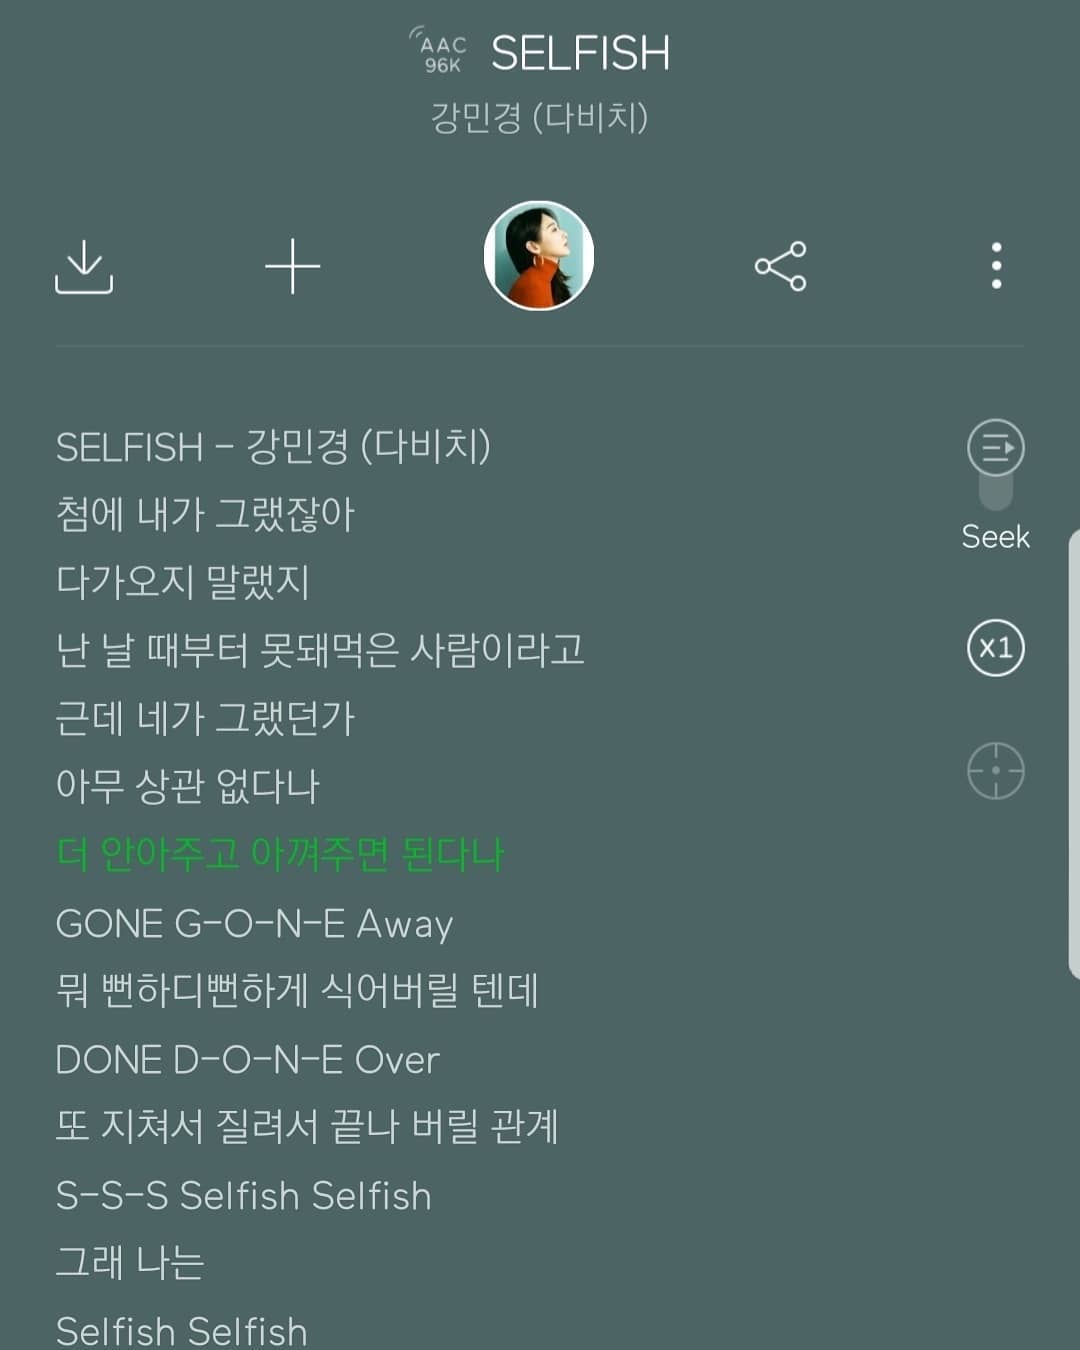 AAC
96K
SELFISH
강민경 (다비치)
SELFISH - 강민경 (다비치)
첨에 내가 그랬잖아
다가오지 말랬지
난 날 때부터 못돼먹은 사람이라고
근데 네가 그랬던가
아무 상관 없다나
더 안아주고 아껴주면 된다나
GONE G-O-N-E Away
뭐 뻔하디뻔하게 식어버릴 텐데
DONE D-O-N-E Over
또 지쳐서 질려서 끝나 버릴 관계
S-S-S Selfish Selfish
그래 나는
Selfish Selfish
Seek
X1